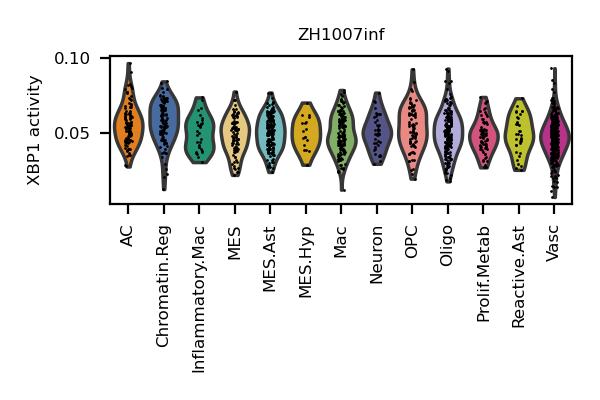 ZH1007inf
XBP1 activity
0.10
0.05
AC
Chromatin.Reg
Inflammatory.Mac
MES
MES.Ast
MES.Hyp
Mac
Neuron
OPC
Oligo
Prolif.Metab
Reactive.Ast
Vasc